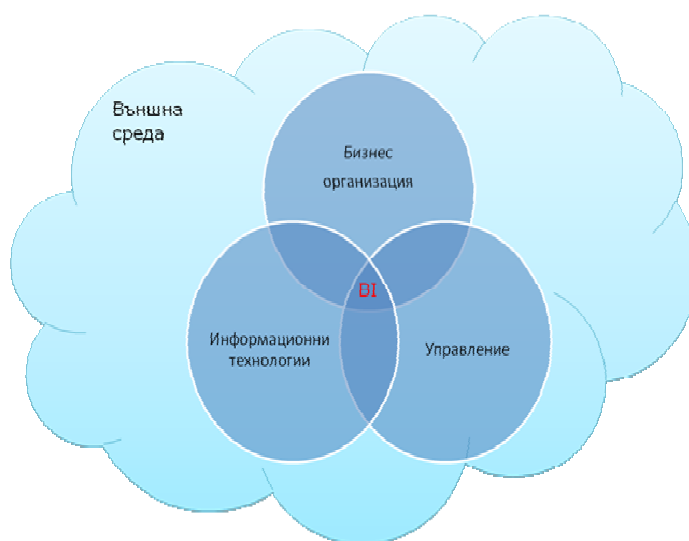 Външна
среда
Бизнес
организация
BI
Информационни
технологии
Управление